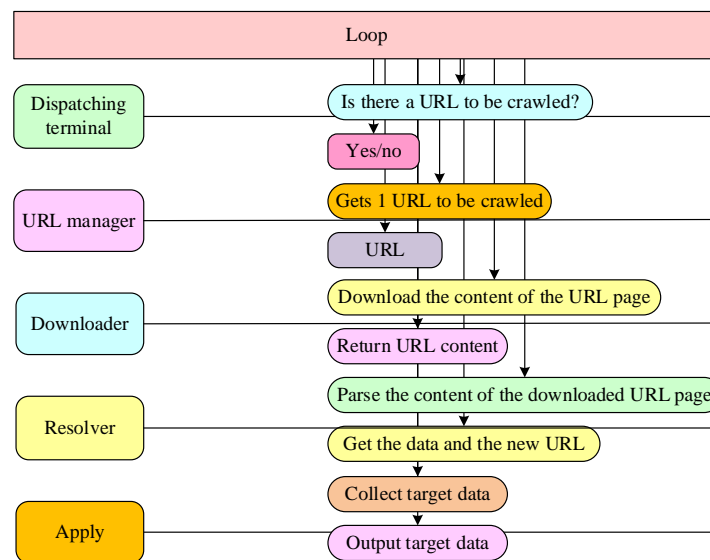 Loop
Dispatching
terminal
Is there a URL to be crawled?
Yes/no
URL manager
Gets 1 URL to be crawled
URL
Downloader
Download the content of the URL page
Return URL content
Resolver
Parse the content of the downloaded URL page
Get the data and the new URL
Collect target data
Apply
Output target data